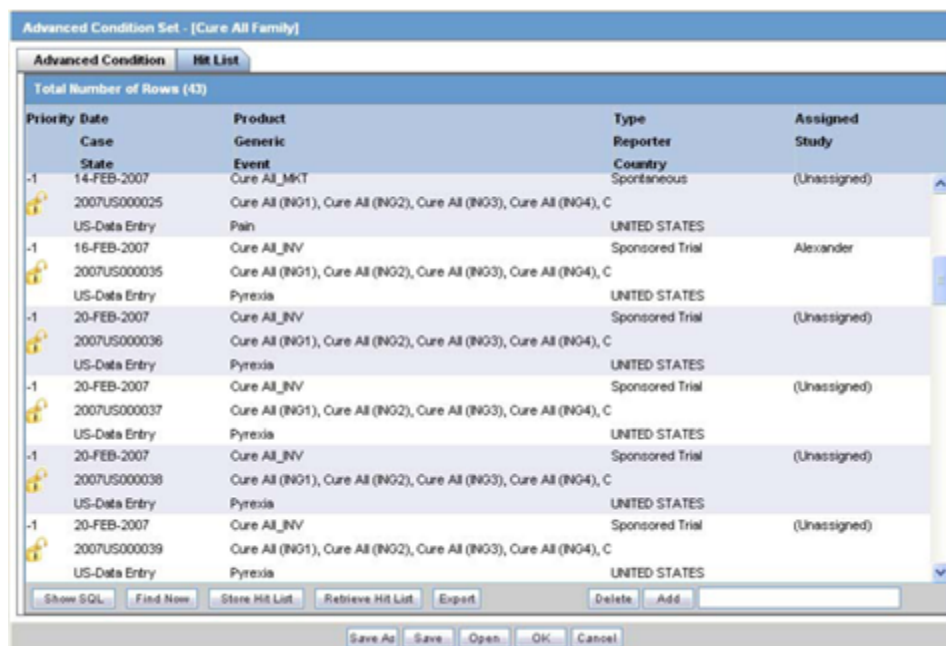 Advanced Condition Set - [Cure All Family]
Advanced Condition Hit List
Total Number of Rows (43)
Priority Date Product Type Assigned
Case Generic Reporter Study
State Event Country
-1 14-FEB-2007 Cure All_MKT Spontaneous (Unassigned)
2007US000025 Cure All (ING1), Cure All (ING2), Cure All (ING3), Cure All (ING4), C
US-Data Entry Pain UNITED STATES
-1 16-FEB-2007 Cure All_INV Sponsored Trial Alexander
2007US000035 Cure All (ING1), Cure All (ING2), Cure All (ING3), Cure All (ING4), C
US-Data Entry Pyrexia UNITED STATES
-1 20-FEB-2007 Cure All_INV Sponsored Trial (Unassigned)
2007US000036 Cure All (ING1), Cure All (ING2), Cure All (ING3), Cure All (ING4), C
US-Data Entry Pyrexia UNITED STATES
-1 20-FEB-2007 Cure All_INV Sponsored Trial (Unassigned)
2007US000037 Cure All (ING1), Cure All (ING2), Cure All (ING3), Cure All (ING4), C
US-Data Entry Pyrexia UNITED STATES
-1 20-FEB-2007 Cure All_INV Sponsored Trial (Unassigned)
2007US000038 Cure All (ING1), Cure All (ING2), Cure All (ING3), Cure All (ING4), C
US-Data Entry Pyrexia UNITED STATES
-1 20-FEB-2007 Cure All_INV Sponsored Trial (Unassigned)
2007US000039 Cure All (ING1), Cure All (ING2), Cure All (ING3), Cure All (ING4), C
US-Data Entry Pyrexia UNITED STATES
Show SQL Find Now Store Hit List Retrieve Hit List Export Delete Add
Save As Save Open OK Cancel